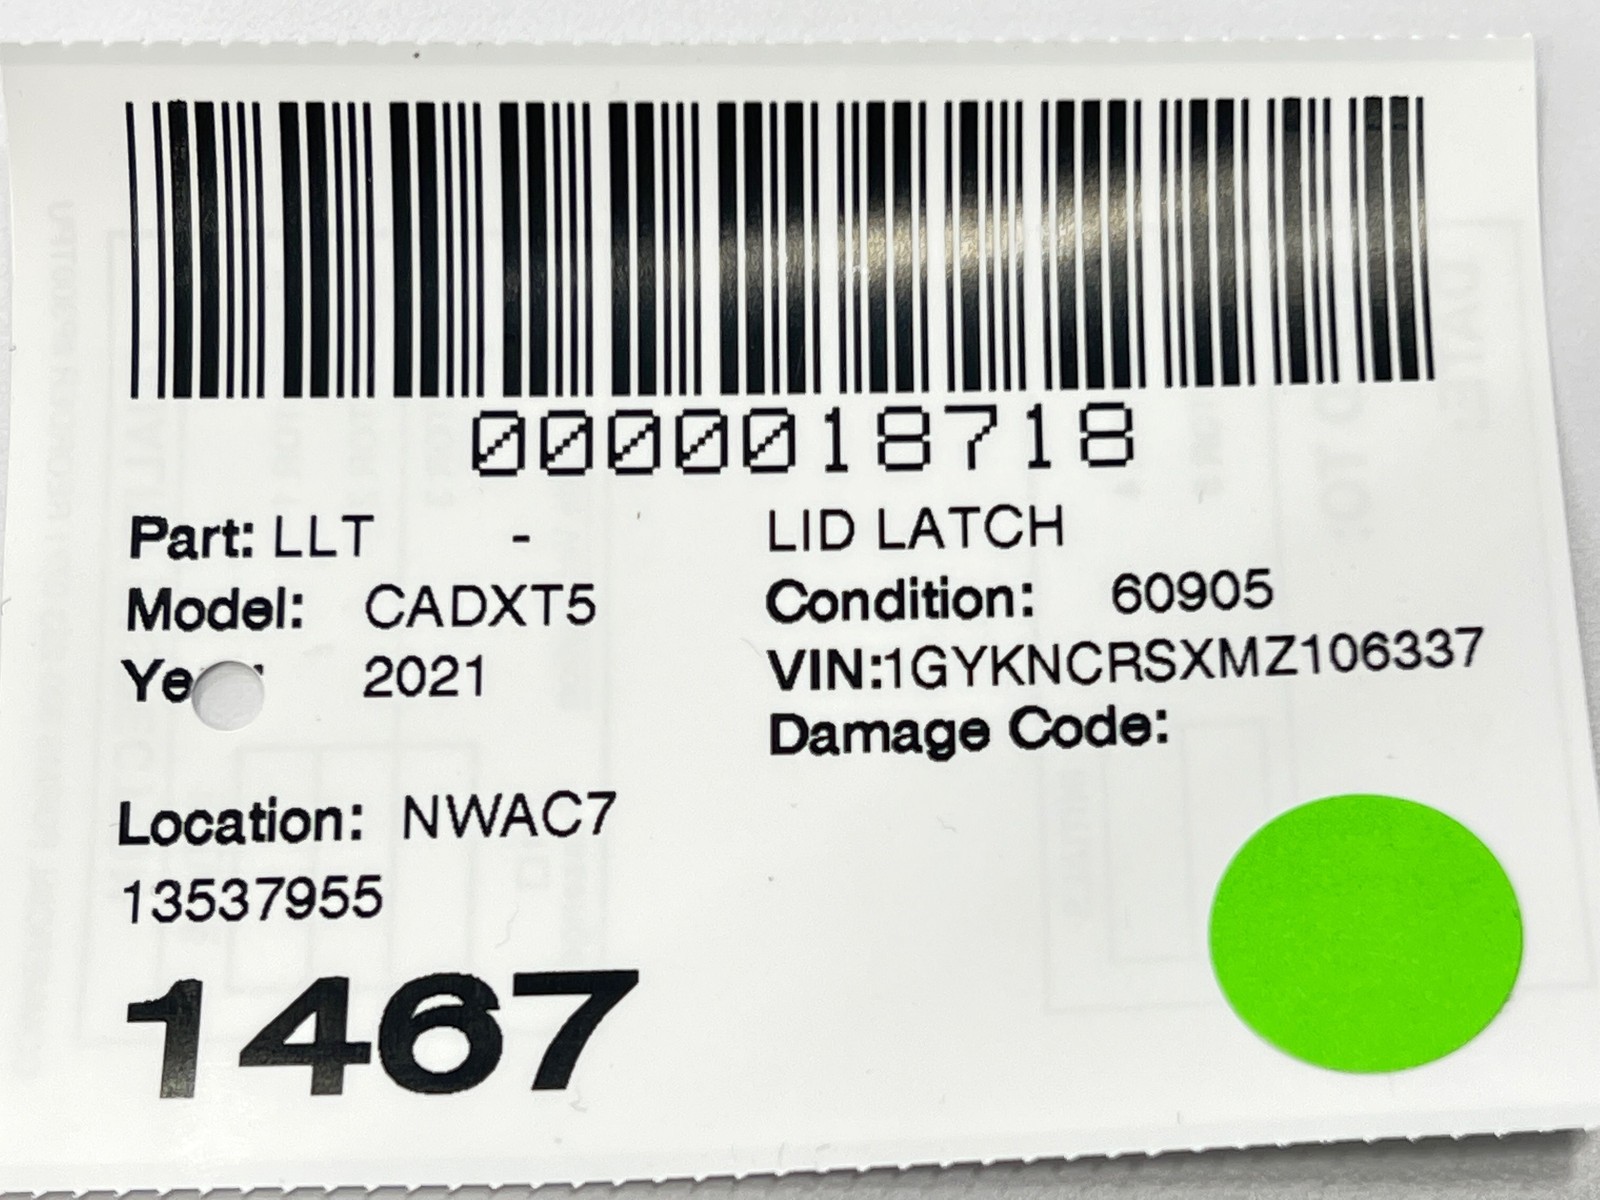 0000018718
Part: LLT - LID LATCH
Model: CADXT5 Condition: 60905
2021 VIN:1GYKNCRSXMZ106337
Damage Code:
Location: NWAC7
13537955
1467